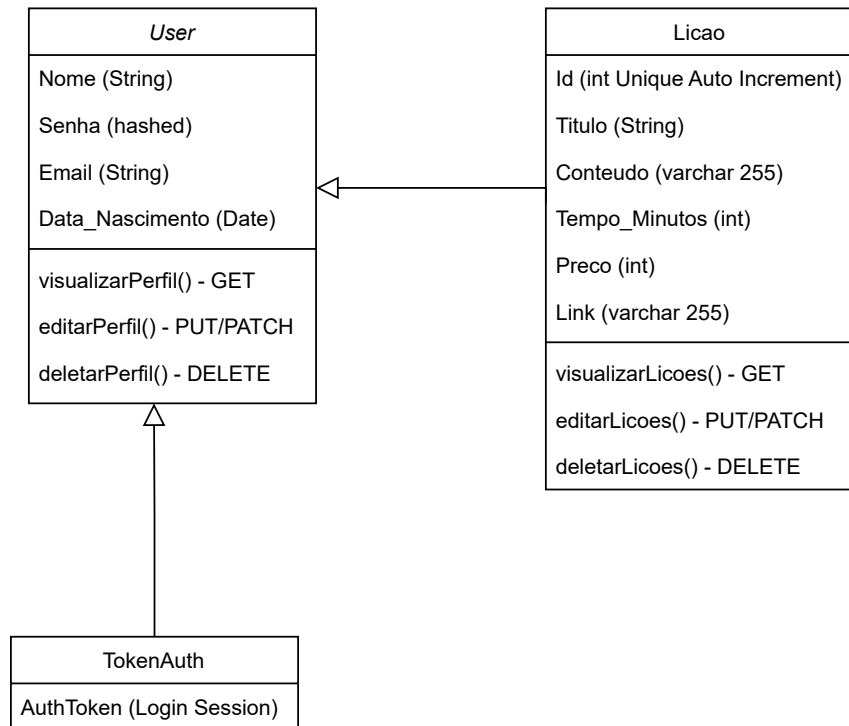 User
Nome (String)
Senha (hashed)
Email (String)
Data_Nascimento (Date)
visualizarPerfil() - GET
editarPerfil() - PUT/PATCH
deletarPerfil() - DELETE
Licao
Id (int Unique Auto Increment)
Titulo (String)
Conteudo (varchar 255)
Tempo_Minutos (int)
Preco (int)
Link (varchar 255)
visualizarLicoes() - GET
editarLicoes() - PUT/PATCH
deletarLicoes() - DELETE
TokenAuth
AuthToken (Login Session)